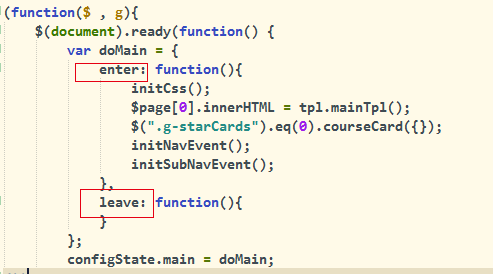 (function($ , g){
$(document).ready(function() {
var doMain = {
enter: function(){
initCss();
$page[0].innerHTML = tpl.mainTpl();
$(".g-starCards").eq(0).courseCard({});
initNavEvent();
initSubNavEvent();
},
leave: function(){
}
};
configState.main = doMain;